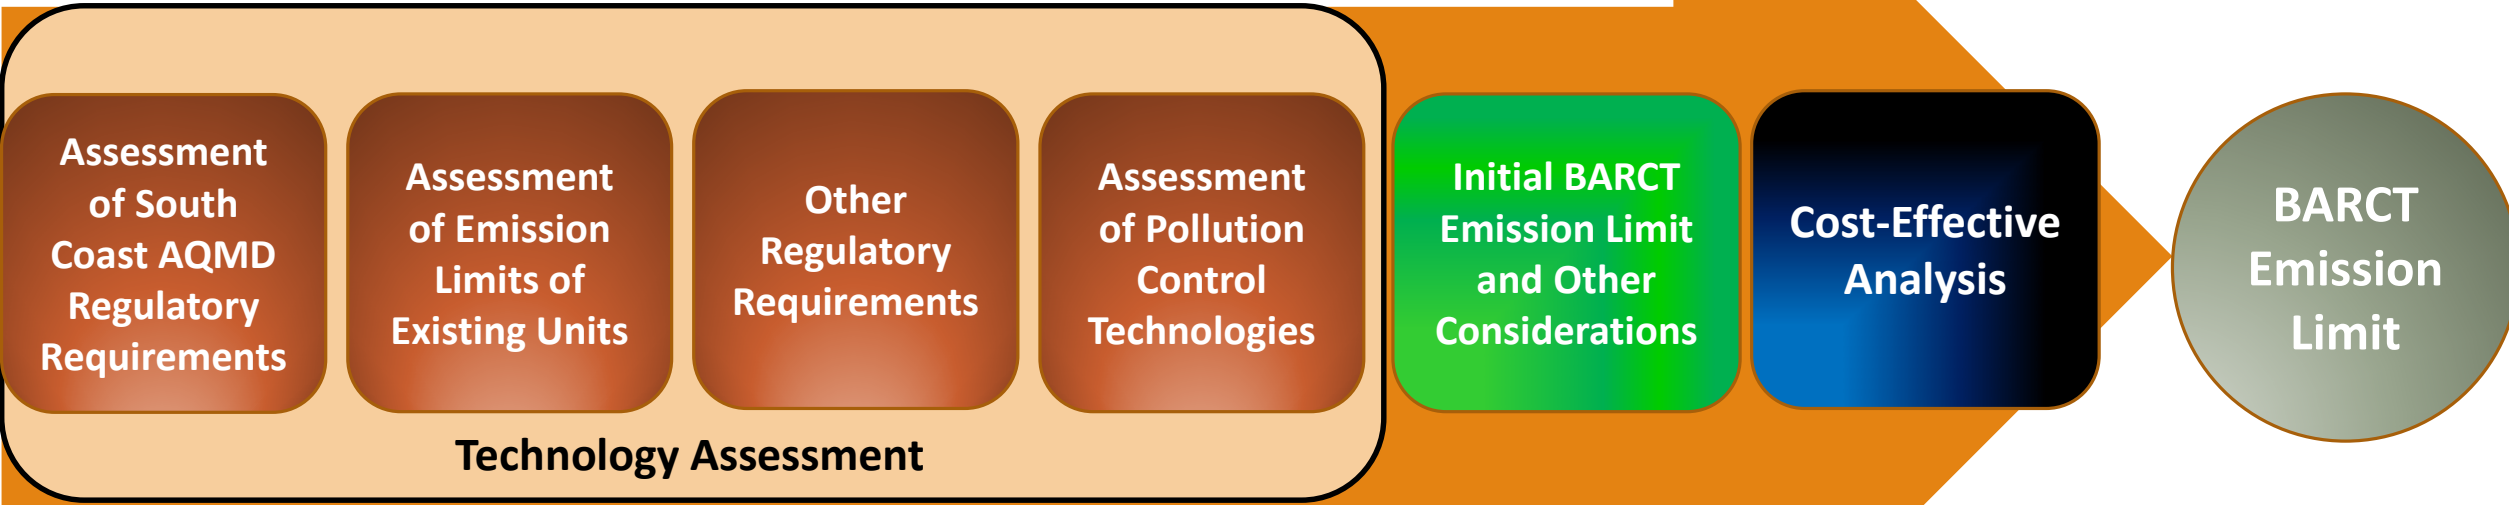 Assessment
of South
Coast AQMD
Regulatory
Requirements
Assessment
of Emission
Limits of
Existing Units
Other
Regulatory
Requirements
Assessment
of Pollution
Control
Technologies
Technology Assessment
Initial BARCT
Emission Limit
and Other
Considerations
Cost-Effective
Analysis
BARCT
Emission
Limit